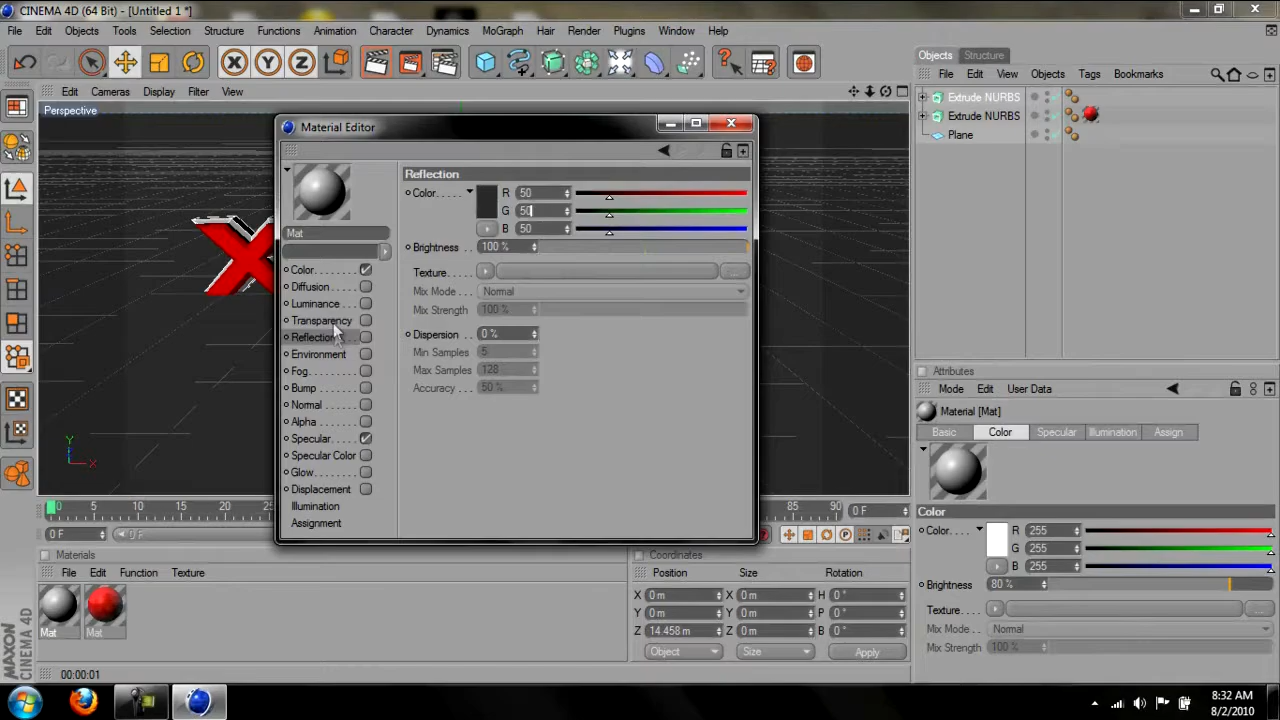 CINEMA 4D (64 Bit) - [Untitled 1 *]
File Edit Objects Tools Selection Structure Functions Animation Character Dynamics MoGraph Hair Render Plugins Window Help
X Y Z
Objects Structure
File Edit View Objects Tags Bookmarks
Edit Cameras Display Filter View
Perspective
Extrude NURBS
Extrude NURBS
Plane
Material Editor
Reflection
Color R 50
G 50
B 50
Brightness 100 %
Texture
Mix Mode Normal
Mix Strength 100 %
Dispersion 0 %
Min Samples 5
Max Samples 128
Accuracy 50 %
Mat
Color
Diffusion
Luminance
Transparency
Reflection
Environment
Fog
Bump
Normal
Alpha
Specular
Specular Color
Glow
Displacement
Illumination
Assignment
X
Y
X
Attributes
Mode Edit User Data
Material [Mat]
Basic Color Specular Illumination Assign
Color
Color R 255
G 255
B 255
Brightness 80 %
Texture
Mix Mode Normal
Mix Strength 100 %
0 5 10 15 20 25 85 90 0 F
0 F 0 F
Materials
File Edit Function Texture
Mat Mat
Coordinates
Position Size Rotation
X 0 m X 0 m H 0 °
Y 0 m Y 0 m P 0 °
Z 14.458 m Z 0 m B 0 °
Object Size Apply
MAXON
CINEMA 4D
00:00:01
8:32 AM
8/2/2010